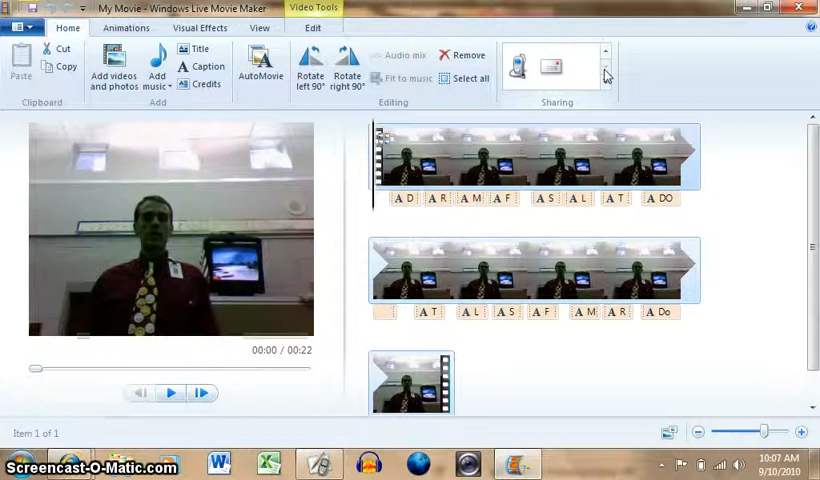 My Movie - Windows Live Movie Maker
Video Tools
Home
Animations
Visual Effects
View
Edit
Paste
Cut
Copy
Clipboard
Add videos
and photos
Add
music
Title
Caption
Credits
Add
AutoMovie
Rotate
left 90°
Rotate
right 90°
Audio mix
Fit to music
Remove
Select all
Editing
Sharing
A D
A R
A M
A F
A S
A L
A T
A DO
A T
A L
A S
A F
A M
A R
A Do
00:00 / 00:22
Item 1 of 1
Screencast-O-Matic.com
10:07 AM
9/10/2010